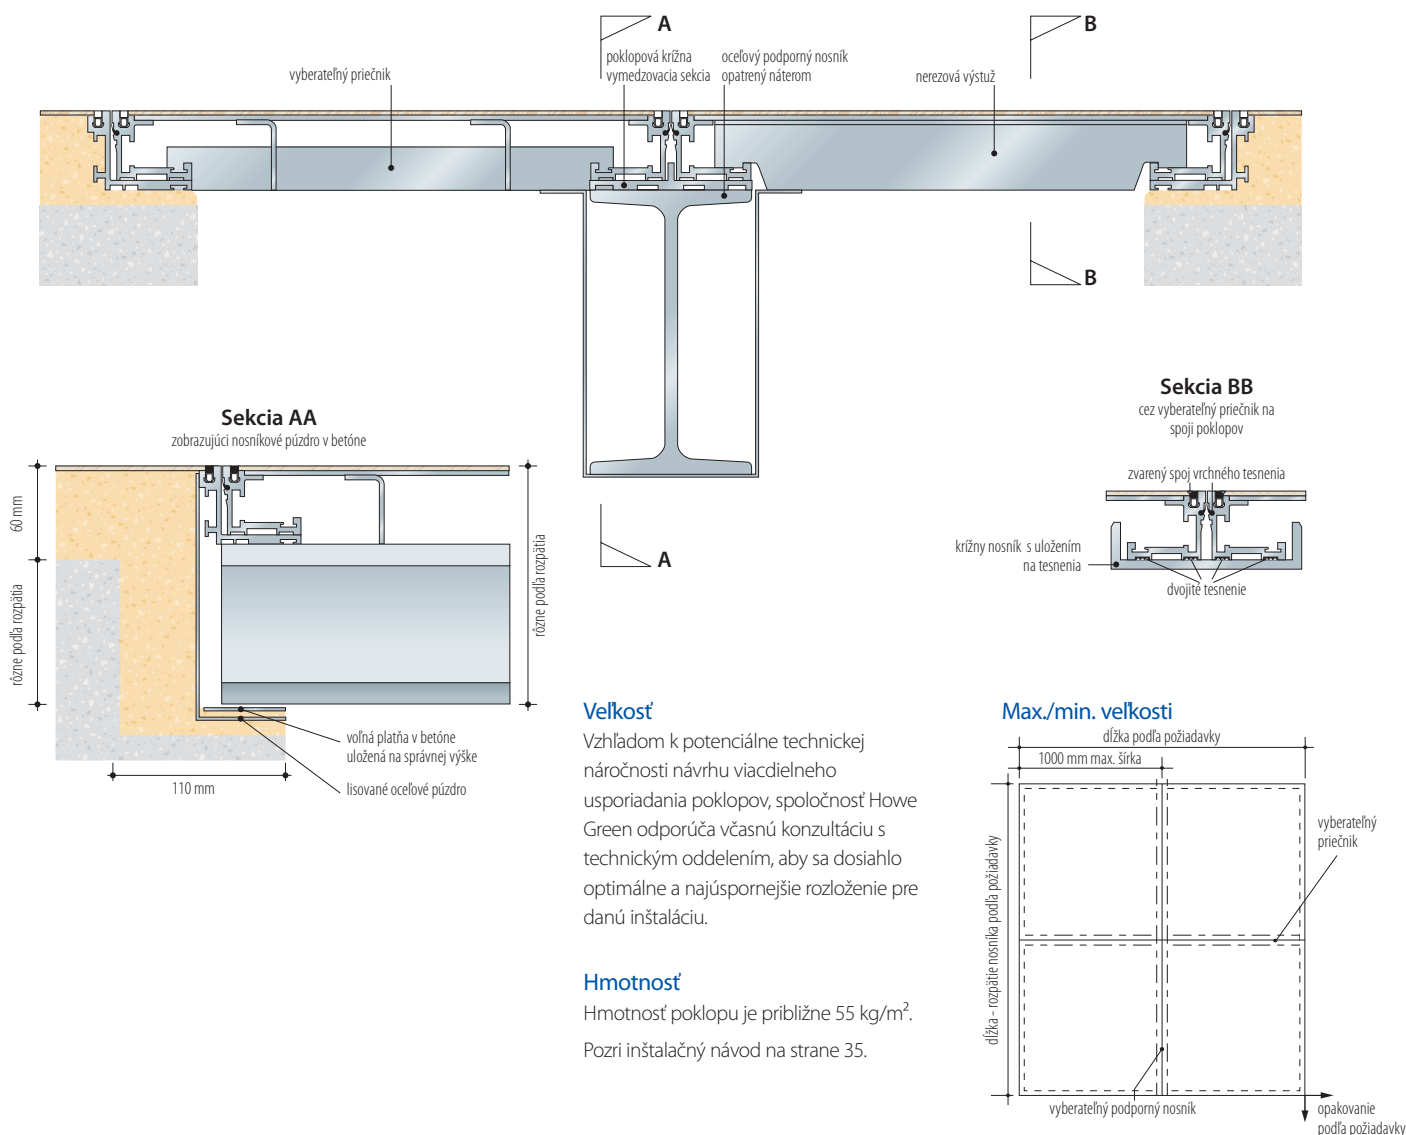 A
B
poklopová krížna
vymedzovacia sekcia
oceľový podporný nosník
opatrený náterom
vyberateľný priečnik
nerezová výstuž
B
A
Sekcia AA
zobrazujúci nosníkové púzdro v betóne
60 mm
rôzne podľa rozpätia
rôzne podľa rozpätia
voľná platňa v betóne
uložená na správnej výške
lisované oceľové púzdro
110 mm
Sekcia BB
cez vyberateľný priečnik na
spoji poklopov
zvarený spoj vrchného tesnenia
krížny nosník s uložením
na tesnenia
dvojité tesnenie
Veľkosť
Vzhľadom k potenciálne technickej
náročnosti návrhu viacdielneho
usporiadania poklopov, spoločnosť Howe
Green odporúča včasnú konzultáciu s
technickým oddelením, aby sa dosiahlo
optimálne a najúspornejšie rozloženie pre
danú inštaláciu.
Hmotnosť
Hmotnosť poklopu je približne 55 kg/m².
Pozri inštalačný návod na strane 35.
Max./min. veľkosti
dĺžka podľa požiadavky
1000 mm max. šírka
dĺžka – rozpätie nosníka podľa požiadavky
vyberateľný
priečnik
vyberateľný podporný nosník
opakovanie
podľa požiadavky